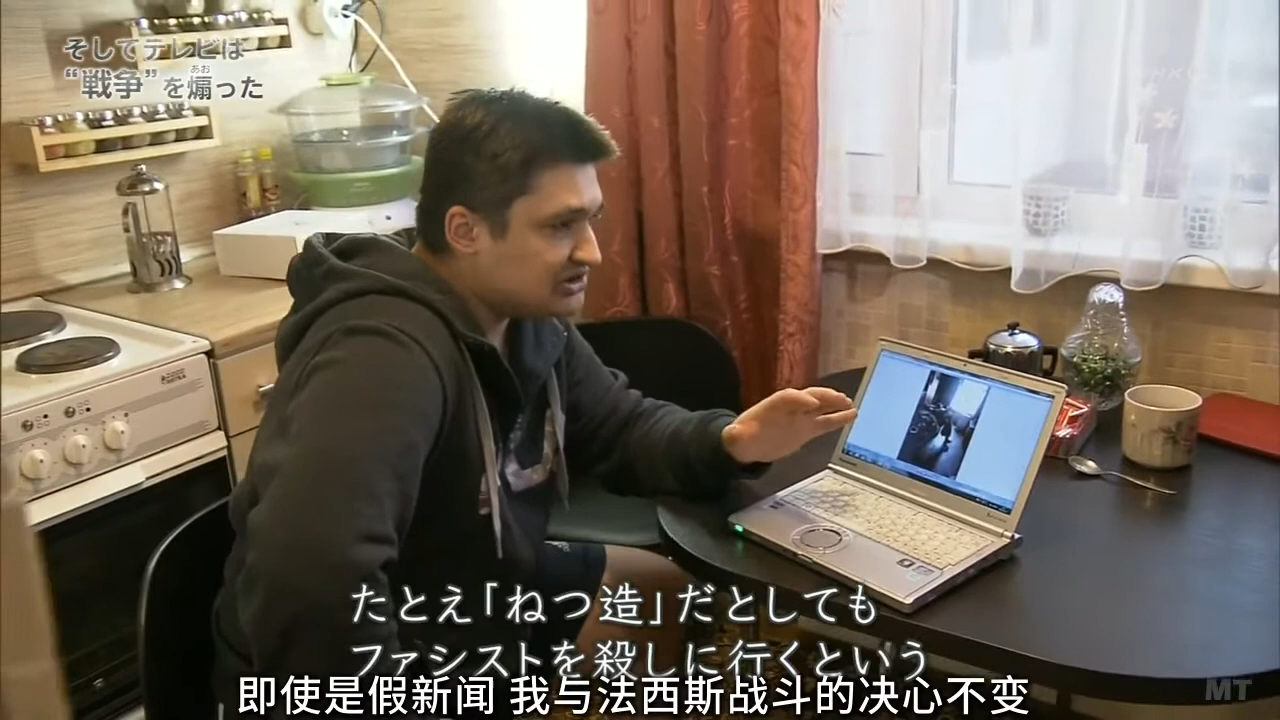 そしてテレビは
“戦争”を煽った
あお
NHK
たとえ「ねつ造」だとしても
ファシストを殺しに行くという
即使是假新闻 我与法西斯战斗的决心不变
MT